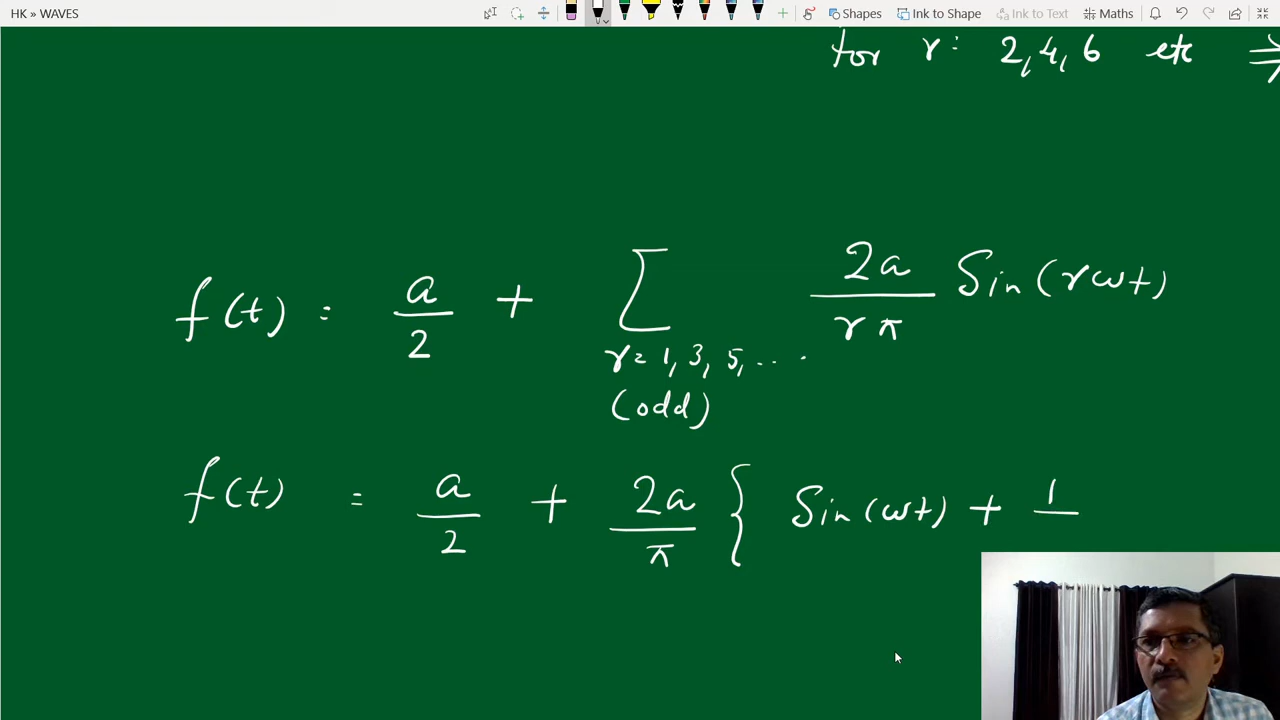 HK » WAVES Shapes Ink to Shape Ink to Text Maths
for r : 2, 4, 6 etc ⇒
f(t) = a/2 + Σ 2a/rπ Sin(rωt)
r = 1, 3, 5, ....
(odd)
f(t) = a/2 + 2a/π { Sin(ωt) + 1/